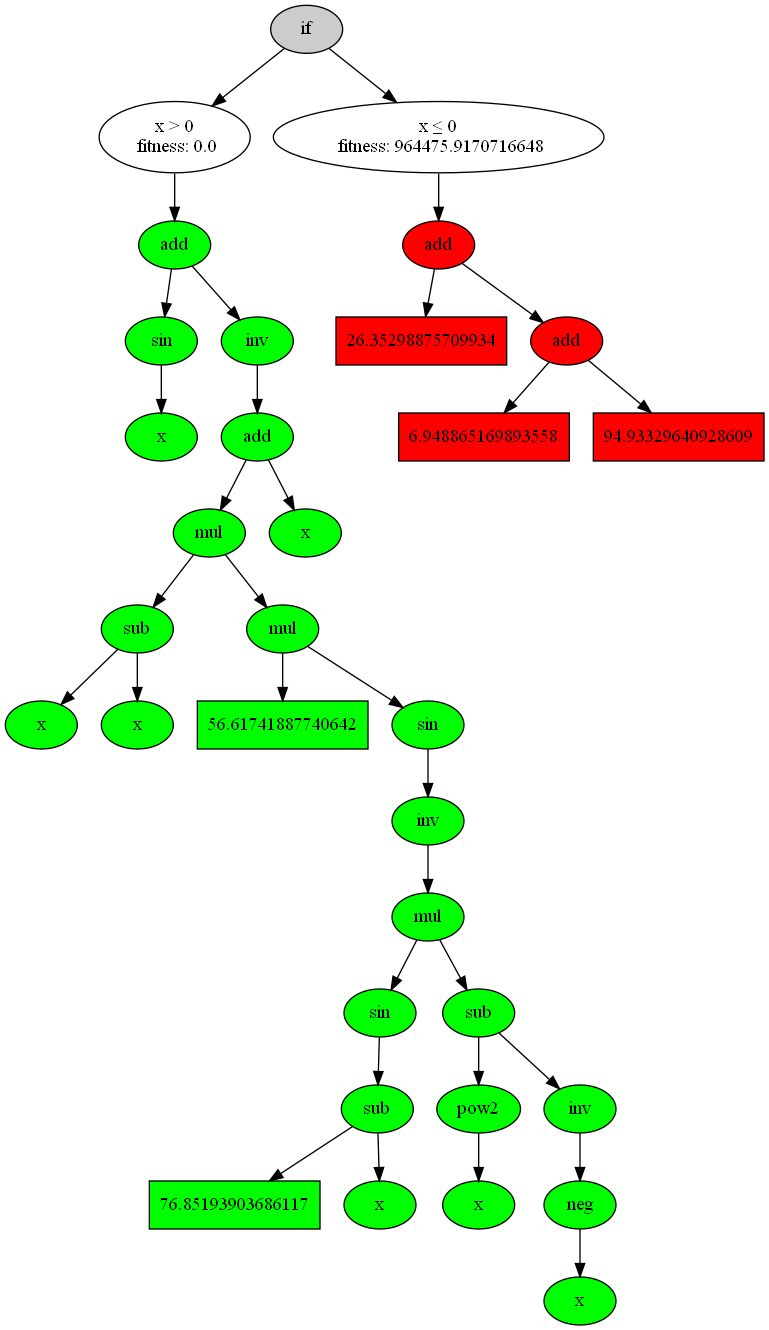 if
x > 0
fitness: 0.0
x ≤ 0
fitness: 964475.9170716648
add
add
sin
inv
26.35298875709934
add
x
add
6.948865169893558
94.93329640928609
mul
x
sub
mul
x
x
56.61741887740642
sin
inv
mul
sin
sub
sub
pow2
inv
76.85193903686117
x
x
neg
x